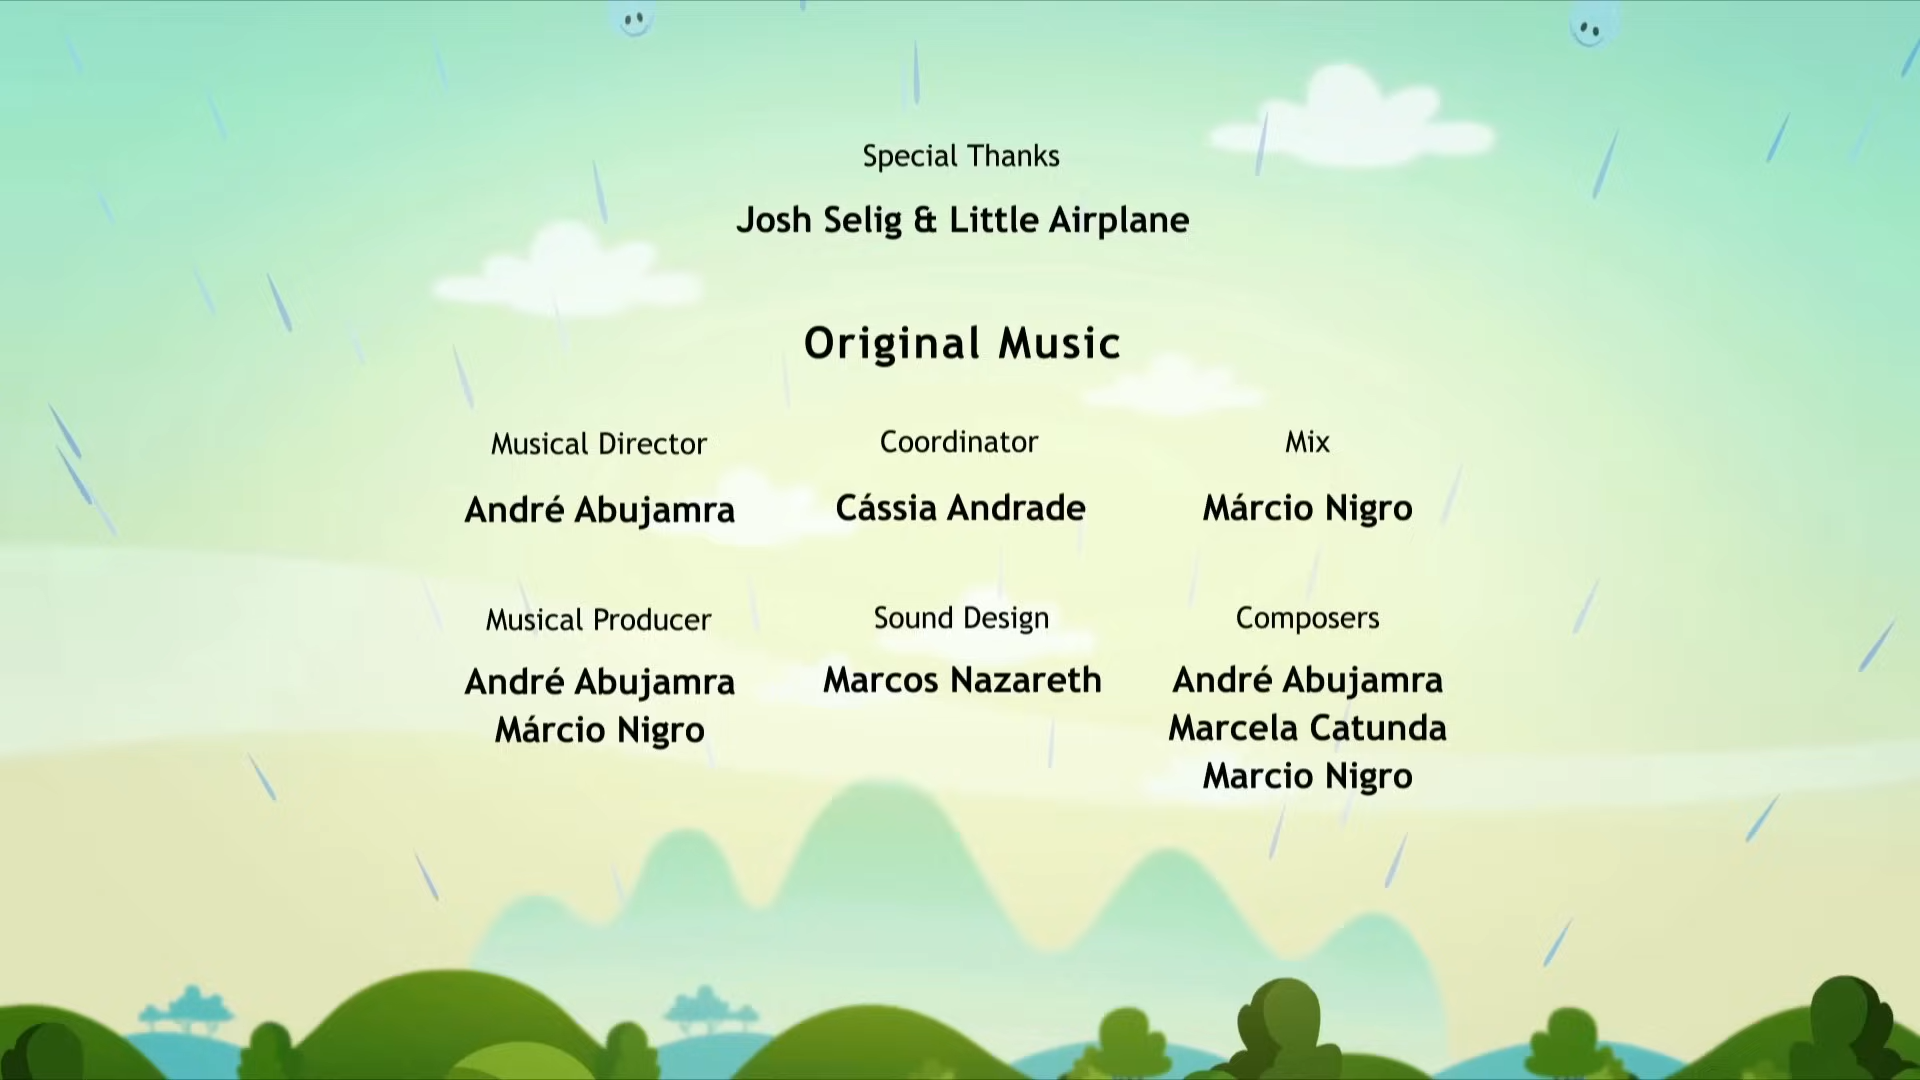 Special Thanks
Josh Selig & Little Airplane
Original Music
Musical Director
André Abujamra
Coordinator
Cássia Andrade
Mix
Márcio Nigro
Musical Producer
André Abujamra
Márcio Nigro
Sound Design
Marcos Nazareth
Composers
André Abujamra
Marcela Catunda
Marcio Nigro